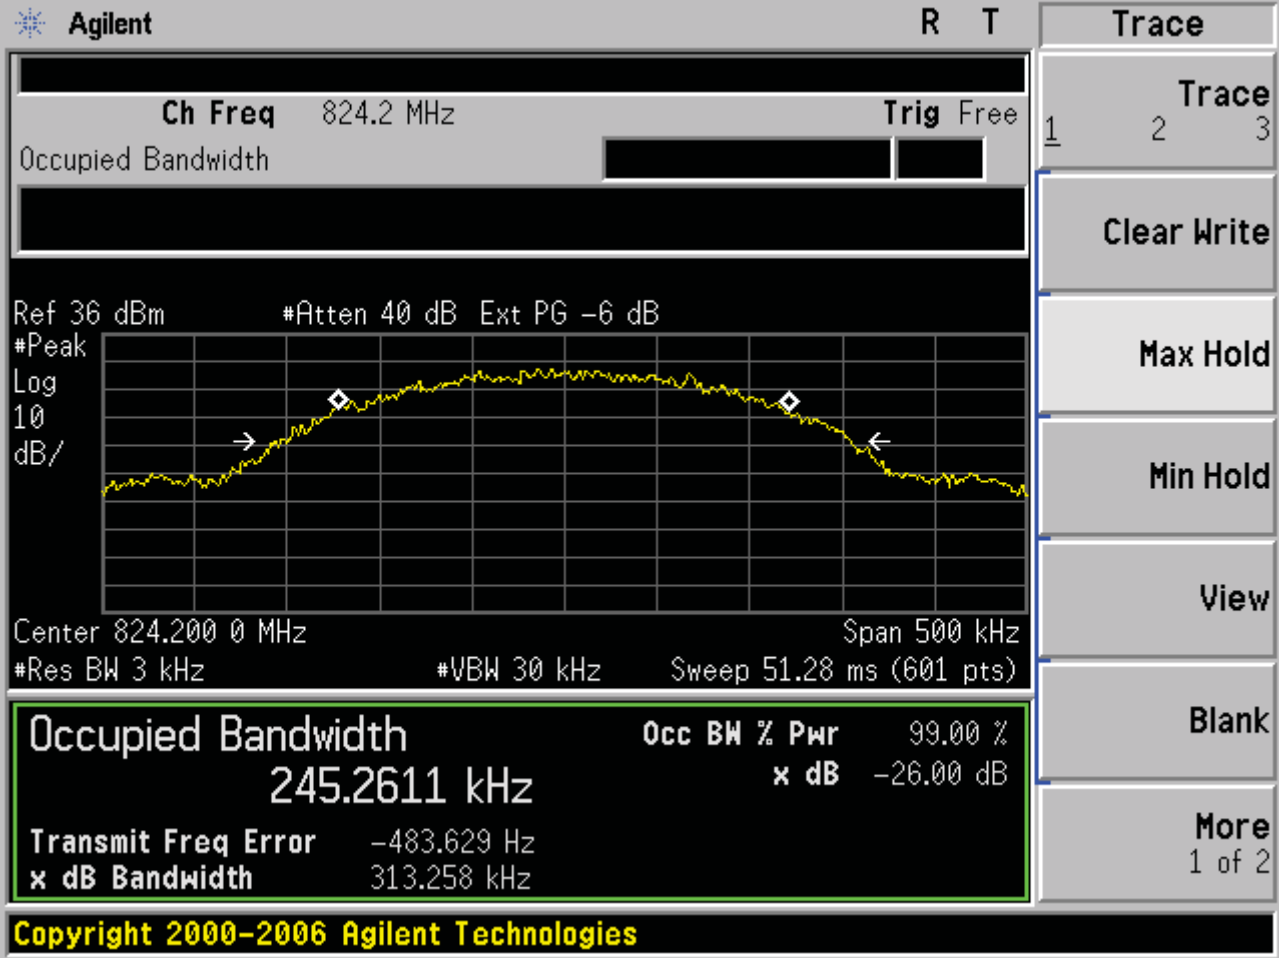 Agilent R T Trace
Ch Freq 824.2 MHz Trig Free
Trace
1 2 3
Occupied Bandwidth
Clear Write
Ref 36 dBm #Atten 40 dB Ext PG -6 dB
#Peak
Log
10
dB/
Max Hold
Min Hold
View
Center 824.200 0 MHz Span 500 kHz
#Res BW 3 kHz #VBW 30 kHz Sweep 51.28 ms (601 pts)
Occupied Bandwidth
245.2611 kHz
Occ BW % Pwr 99.00 %
x dB -26.00 dB
Transmit Freq Error -483.629 Hz
x dB Bandwidth 313.258 kHz
Blank
More
1 of 2
Copyright 2000-2006 Agilent Technologies